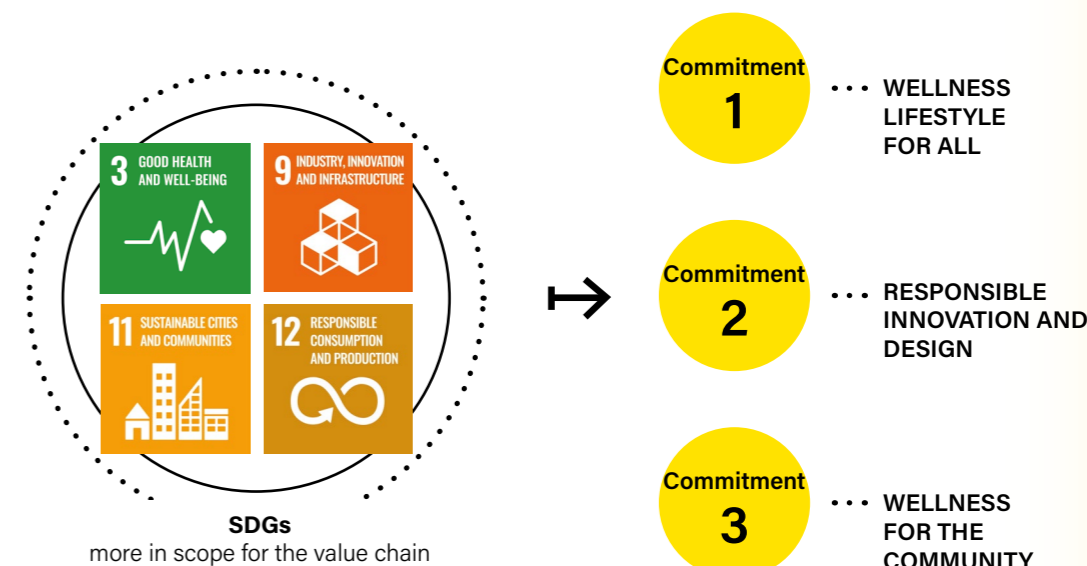 3 GOOD HEALTH
AND WELL-BEING
9 INDUSTRY, INNOVATION
AND INFRASTRUCTURE
11 SUSTAINABLE CITIES
AND COMMUNITIES
12 RESPONSIBLE
CONSUMPTION
AND PRODUCTION
SDGs
more in scope for the value chain
Commitment
1
WELLNESS
LIFESTYLE
FOR ALL
Commitment
2
RESPONSIBLE
INNOVATION AND
DESIGN
Commitment
3
WELLNESS
FOR THE
COMMUNITY